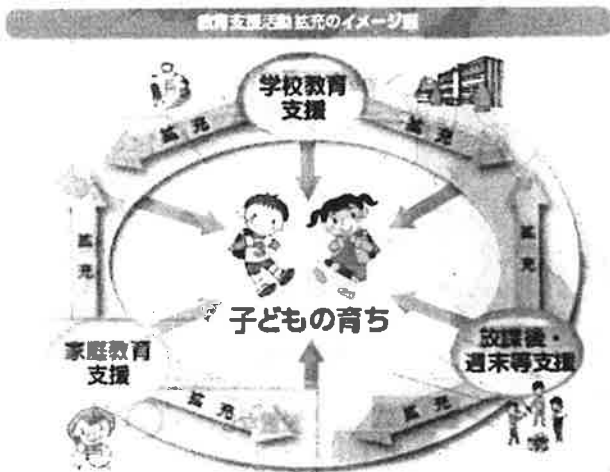 教育支援活動拡充のイメージ図
学校教育
支援
拡充
拡充
拡充
拡充
子どもの育ち
家庭教育
支援
放課後・
週末等支援
拡充
拡充